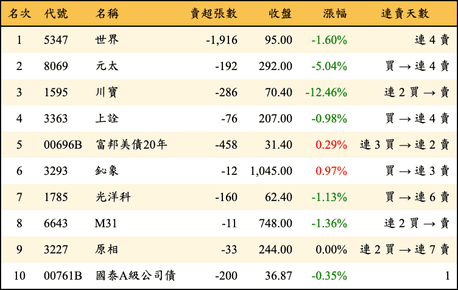 名次 代號 名稱 賣超張數 收盤 漲幅 連賣天數
1 5347 世界 -1,916 95.00 -1.60% 連 4 賣
2 8069 元太 -192 292.00 -5.04% 買 → 連 4 賣
3 1595 川寶 -286 70.40 -12.46% 連 2 買 → 賣
4 3363 上詮 -76 207.00 -0.98% 買 → 連 4 賣
5 00696B 富邦美債20年 -458 31.40 0.29% 連 3 買 → 連 2 賣
6 3293 鈊象 -12 1,045.00 0.97% 買 → 連 3 賣
7 1785 光洋科 -160 62.40 -1.13% 買 → 連 6 賣
8 6643 M31 -11 748.00 -1.36% 連 2 買 → 賣
9 3227 原相 -33 244.00 0.00% 連 2 買 → 連 7 賣
10 00761B 國泰A級公司債 -200 36.87 -0.35% 1